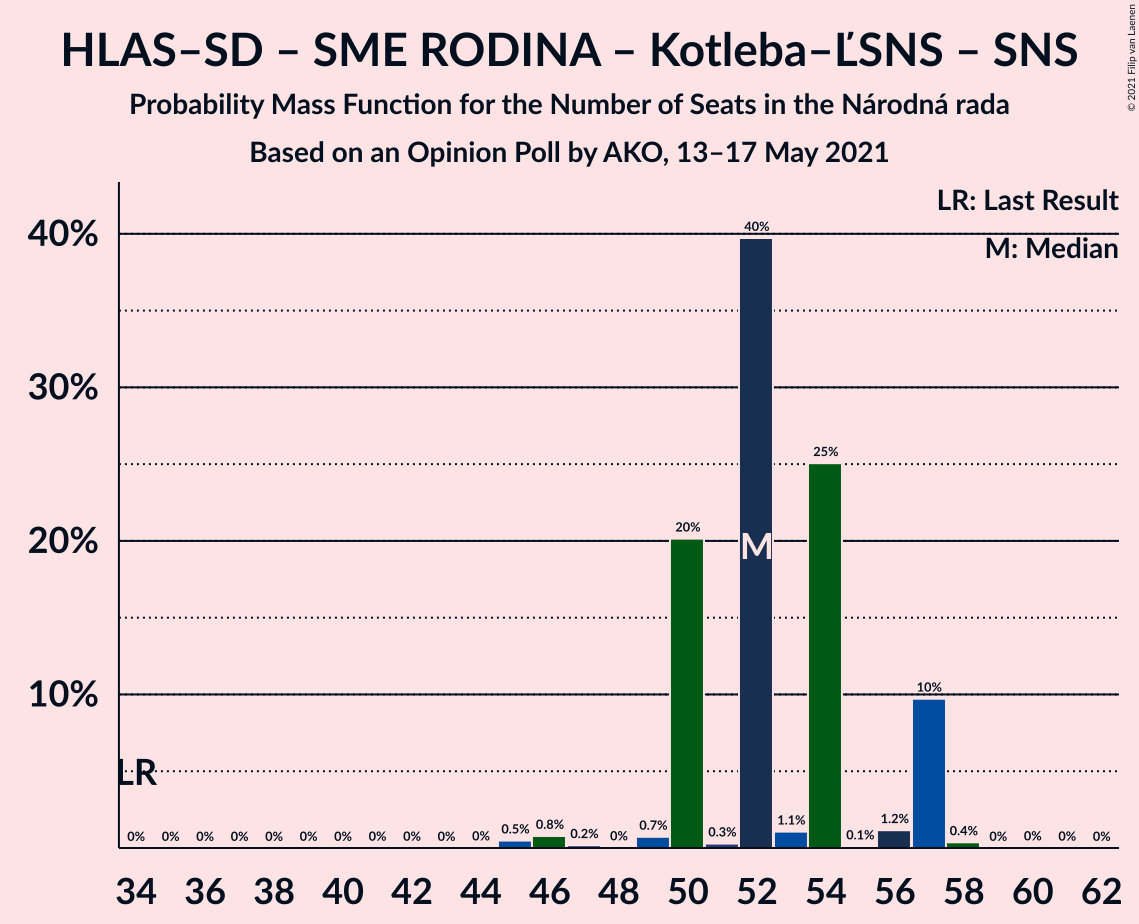 HLAS–SD – SME RODINA – Kotleba–ĽSNS – SNS
Probability Mass Function for the Number of Seats in the Národná rada
Based on an Opinion Poll by AKO, 13–17 May 2021
© 2021 Filip van Laenen
LR: Last Result
M: Median
40%
30%
20%
10%
LR
M
0% 0% 0% 0% 0% 0% 0% 0% 0% 0% 0% 0.5% 0.8% 0.2% 0% 0.7% 20% 0.3% 40% 1.1% 25% 0.1% 1.2% 10% 0.4% 0% 0% 0% 0%
34 36 38 40 42 44 46 48 50 52 54 56 58 60 62